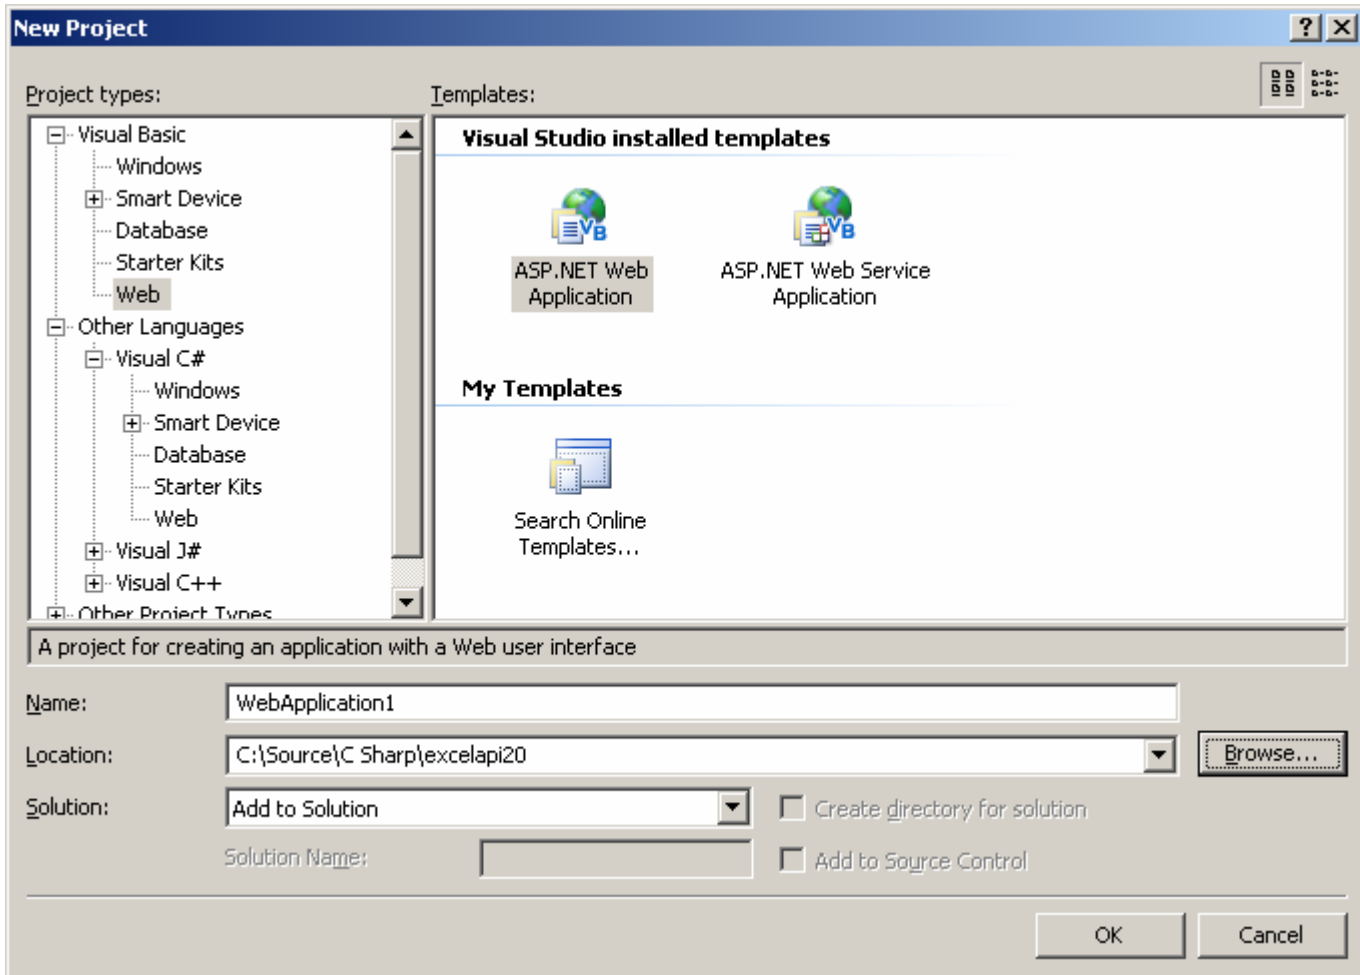 New Project
Project types:
Templates:
Visual Basic
Windows
Smart Device
Database
Starter Kits
Web
Other Languages
Visual C#
Windows
Smart Device
Database
Starter Kits
Web
Visual J#
Visual C++
Other Project Types
Visual Studio installed templates
ASP.NET Web
Application
ASP.NET Web Service
Application
My Templates
Search Online
Templates...
A project for creating an application with a Web user interface
Name:
WebApplication1
Location:
C:\Source\C Sharp\excelapi20
Browse...
Solution:
Add to Solution
Create directory for solution
Solution Name:
Add to Source Control
OK
Cancel